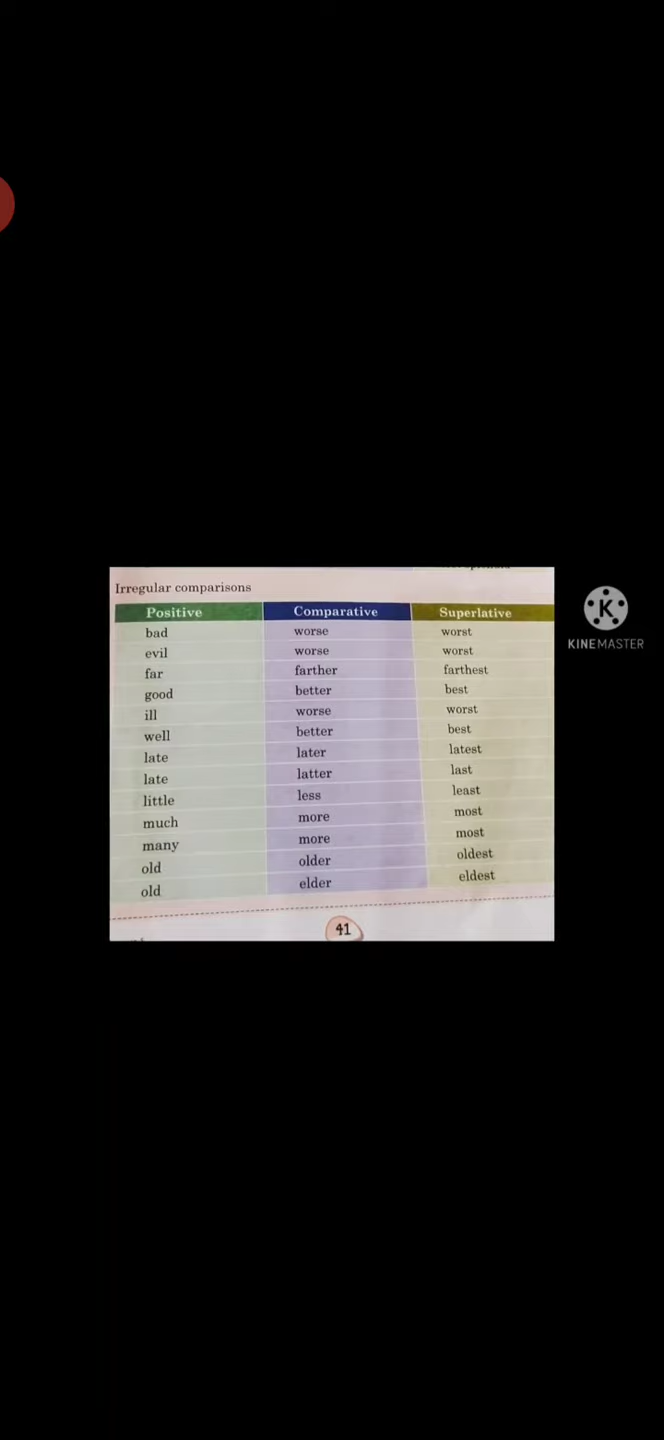 Irregular comparisons
Positive Comparative Superlative
bad worse worst
evil worse worst
far farther farthest
good better best
ill worse worst
well better best
late later latest
late latter last
little less least
much more most
many more most
old older oldest
old elder eldest
41
K
KINEMASTER